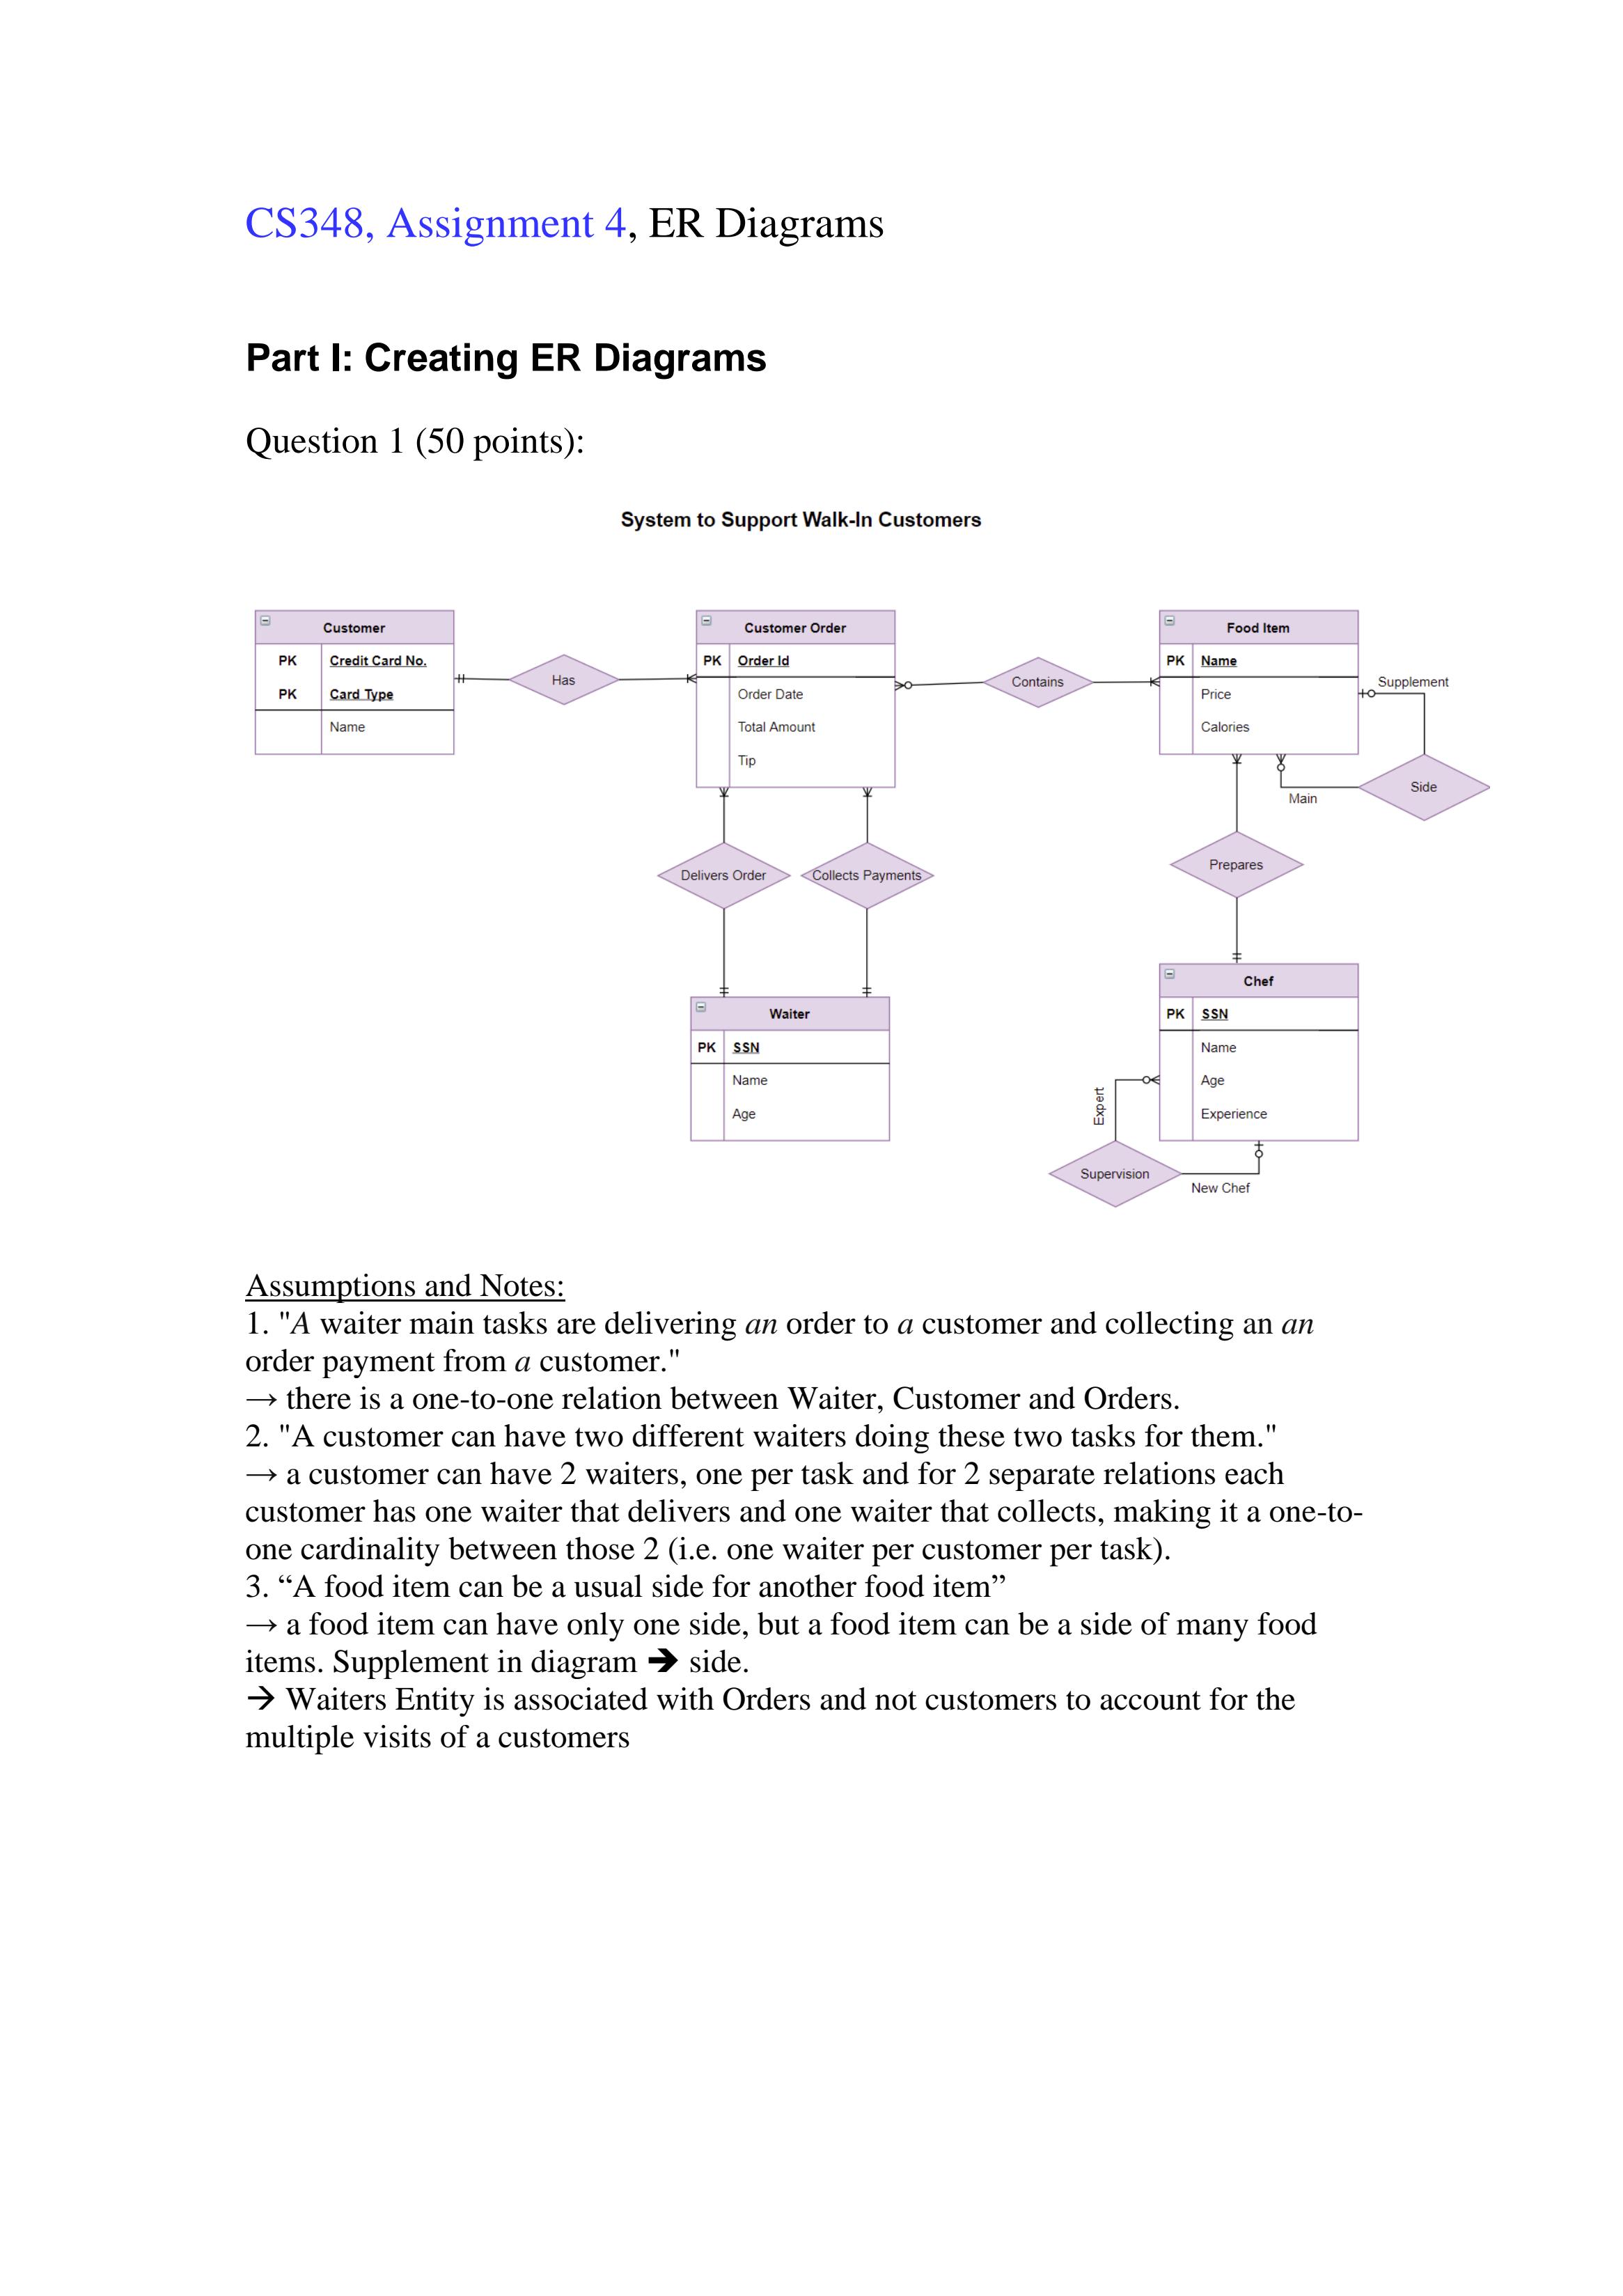 CS348, Assignment 4, ER Diagrams
Part I: Creating ER Diagrams
Question 1 (50 points):
System to Support Walk-In Customers
Customer
PK Credit Card No.
PK Card Type
Name
Has
Customer Order
PK Order Id
Order Date
Total Amount
Tip
Contains
Food Item
PK Name
Price
Calories
Supplement
Side
Main
Delivers Order
Collects Payments
Prepares
Waiter
PK SSN
Name
Age
Chef
PK SSN
Name
Age
Experience
Expert
Supervision
New Chef
Assumptions and Notes:
1. "A waiter main tasks are delivering an order to a customer and collecting an an
order payment from a customer."
→ there is a one-to-one relation between Waiter, Customer and Orders.
2. "A customer can have two different waiters doing these two tasks for them."
→ a customer can have 2 waiters, one per task and for 2 separate relations each
customer has one waiter that delivers and one waiter that collects, making it a one-to-
one cardinality between those 2 (i.e. one waiter per customer per task).
3. “A food item can be a usual side for another food item”
→ a food item can have only one side, but a food item can be a side of many food
items. Supplement in diagram ➔ side.
→ Waiters Entity is associated with Orders and not customers to account for the
multiple visits of a customers